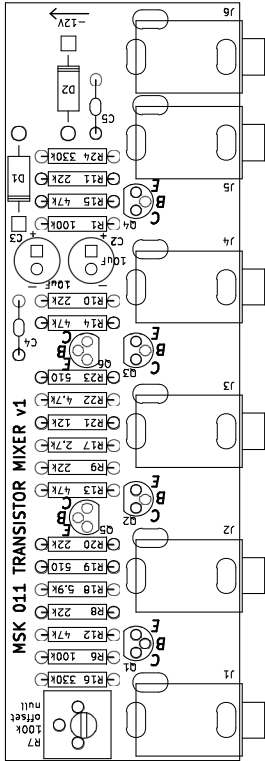 J6
-12V
D2
C5
R24 330k
R11 22k
D1
R15 47k
J5
E
B
C
Q4
R1 100k
C3
C2
+
+
10uF
10uF
J4
R10 22k
R14 47k
C4
C
B
E
Q6
E
B
C
Q3
R23 510
R22 4.7k
J3
R21 12k
R17 2.7k
R9 22k
R13 47k
E
B
C
Q2
C
B
E
Q5
J2
R20 22k
R19 510
R18 5.9k
R8 22k
R12 47k
E
B
C
Q1
R6 100k
R16 330k
J1
R7
100k
offset
null
MSK 011 TRANSISTOR MIXER v1